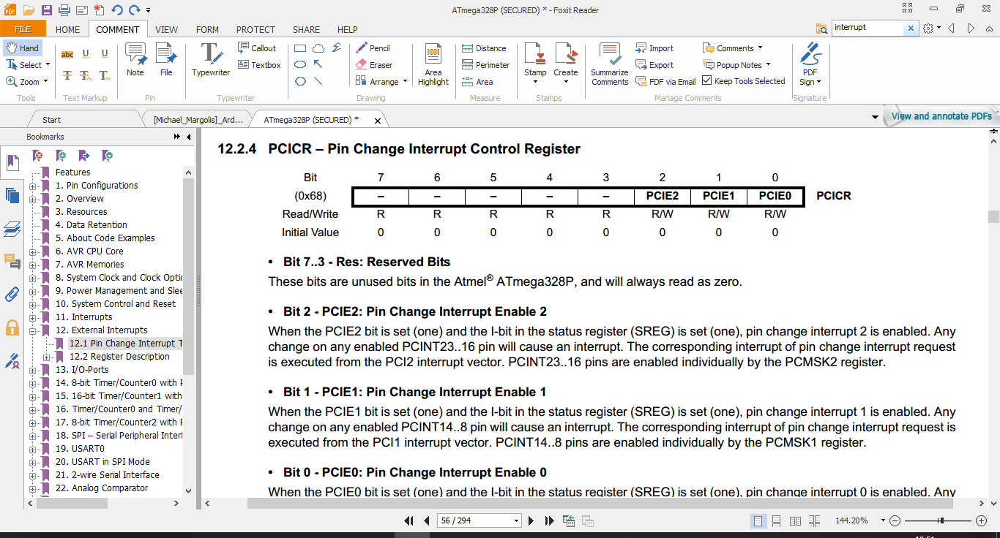 ATmega328P (SECURED) * - Foxit Reader
FILE HOME COMMENT VIEW FORM PROTECT SHARE HELP interrupt
Hand
Select
Zoom
Tools
abc U U
T T T
Text Markup
Note File
Pin
Typewriter
Callout
Textbox
Typewriter
Pencil
Eraser
Arrange
Drawing
Area
Highlight
Distance
Perimeter
Area
Measure
Stamp Create
Stamps
Summarize
Comments
Import
Export
FDF via Email
Comments
Popup Notes
Keep Tools Selected
Manage Comments
PDF
Sign
Signature
Start [Michael_Margolis]_Ard... ATmega328P (SECURED) * View and annotate PDFs
Bookmarks
Features
1. Pin Configurations
2. Overview
3. Resources
4. Data Retention
5. About Code Examples
6. AVR CPU Core
7. AVR Memories
8. System Clock and Clock Optic
9. Power Management and Slee
10. System Control and Reset
11. Interrupts
12. External Interrupts
12.1 Pin Change Interrupt T
12.2 Register Description
13. I/O-Ports
14. 8-bit Timer/Counter0 with P
15. 16-bit Timer/Counter1 with
16. Timer/Counter0 and Timer/
17. 8-bit Timer/Counter2 with P
18. SPI – Serial Peripheral Interf
19. USART0
20. USART in SPI Mode
21. 2-wire Serial Interface
22. Analog Comparator
12.2.4 PCICR – Pin Change Interrupt Control Register
Bit 7 6 5 4 3 2 1 0
(0x68) – – – – – PCIE2 PCIE1 PCIE0 PCICR
Read/Write R R R R R R/W R/W R/W
Initial Value 0 0 0 0 0 0 0 0
• Bit 7..3 - Res: Reserved Bits
These bits are unused bits in the Atmel® ATmega328P, and will always read as zero.
• Bit 2 - PCIE2: Pin Change Interrupt Enable 2
When the PCIE2 bit is set (one) and the I-bit in the status register (SREG) is set (one), pin change interrupt 2 is enabled. Any
change on any enabled PCINT23..16 pin will cause an interrupt. The corresponding interrupt of pin change interrupt request
is executed from the PCI2 interrupt vector. PCINT23..16 pins are enabled individually by the PCMSK2 register.
• Bit 1 - PCIE1: Pin Change Interrupt Enable 1
When the PCIE1 bit is set (one) and the I-bit in the status register (SREG) is set (one), pin change interrupt 1 is enabled. Any
change on any enabled PCINT14..8 pin will cause an interrupt. The corresponding interrupt of pin change interrupt request is
executed from the PCI1 interrupt vector. PCINT14..8 pins are enabled individually by the PCMSK1 register.
• Bit 0 - PCIE0: Pin Change Interrupt Enable 0
When the PCIE0 bit is set (one) and the I-bit in the status register (SREG) is set (one), pin change interrupt 0 is enabled. Any
56 / 294 144.20%